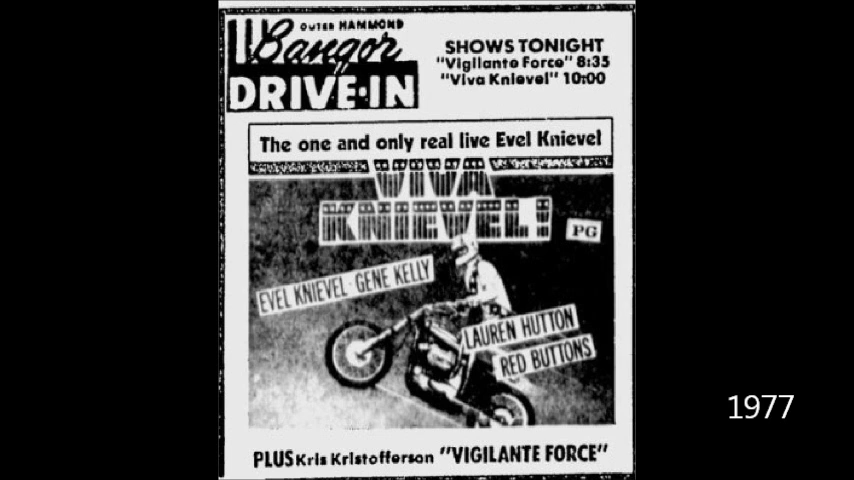 OUTER HAMMOND
Bangor
DRIVE-IN
SHOWS TONIGHT
"Vigilante Force" 8:35
"Viva Knievel" 10:00
The one and only real live Evel Knievel
VIVA
KNIEVEL!
PG
EVEL KNIEVEL · GENE KELLY
LAUREN HUTTON
RED BUTTONS
1977
PLUS Kris Kristofferson "VIGILANTE FORCE"